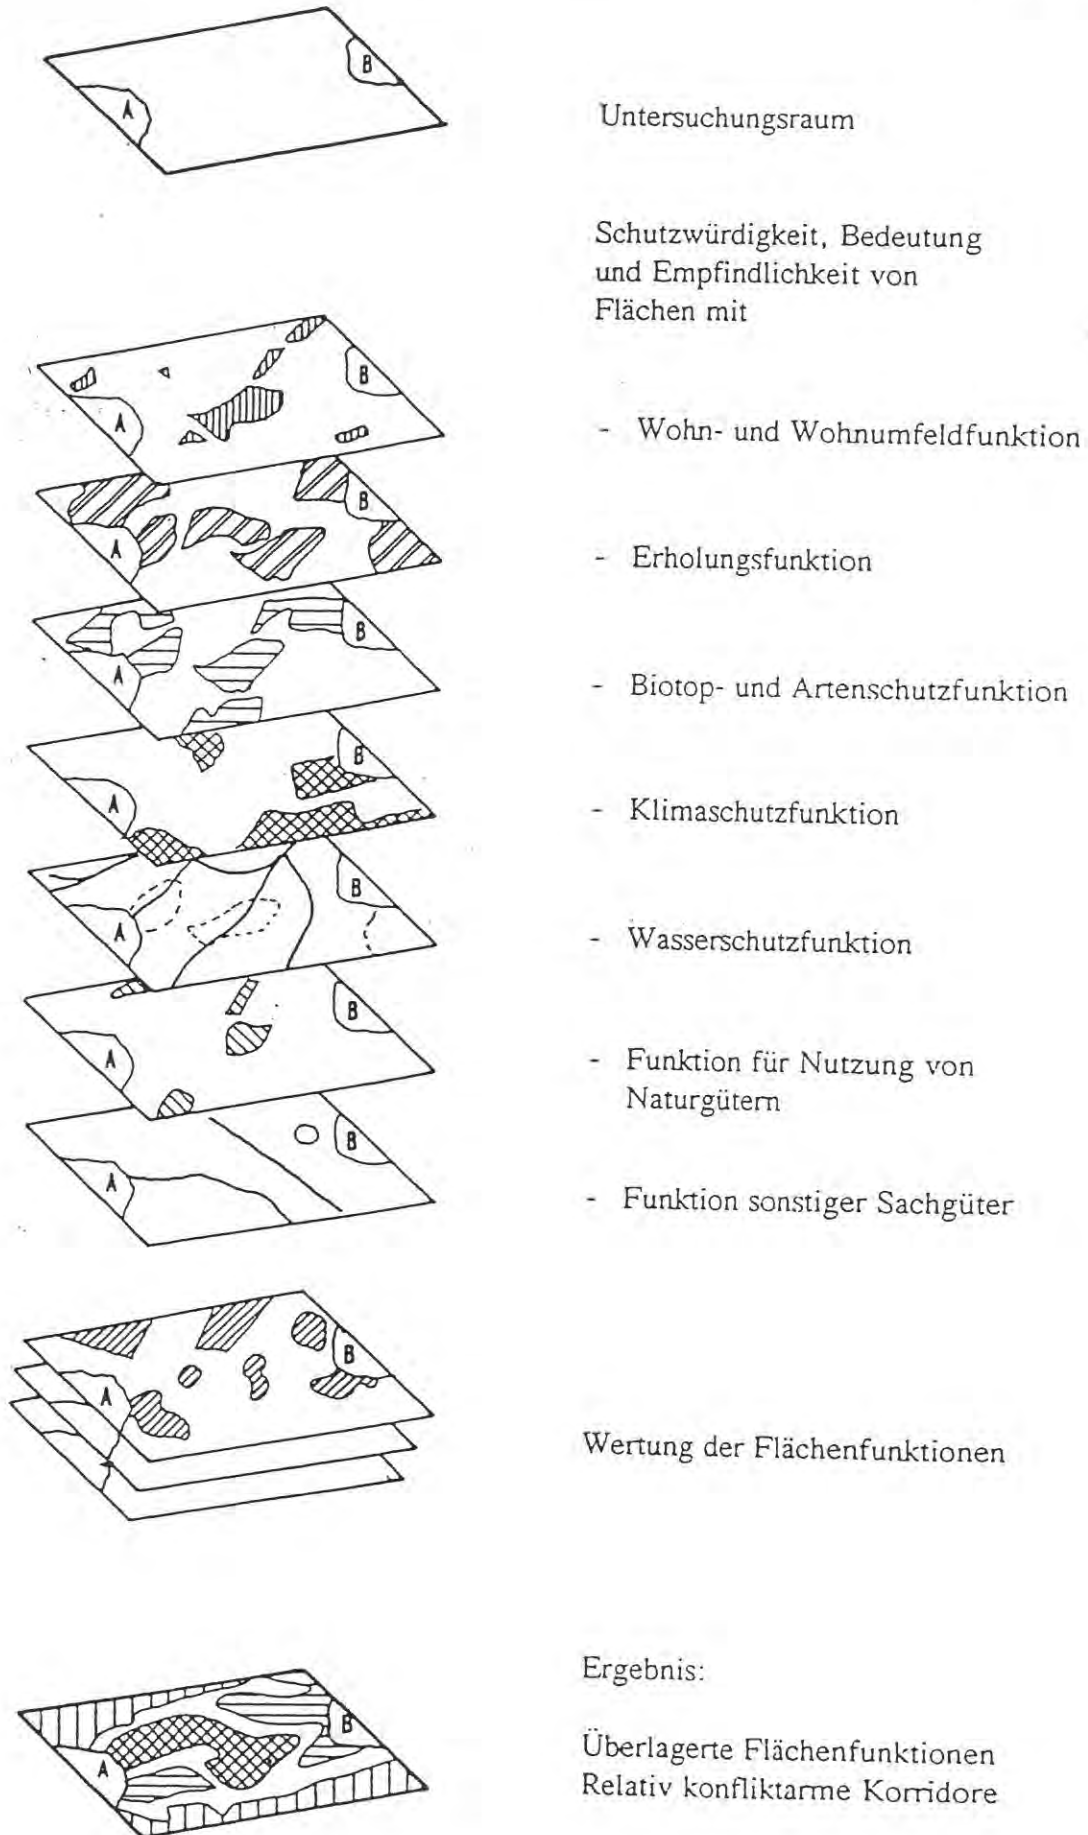 A
B
Untersuchungsraum
Schutzwürdigkeit, Bedeutung
und Empfindlichkeit von
Flächen mit
A
B
- Wohn- und Wohnumfeldfunktion
A
B
- Erholungsfunktion
A
B
- Biotop- und Artenschutzfunktion
A
B
- Klimaschutzfunktion
A
B
- Wasserschutzfunktion
A
B
- Funktion für Nutzung von
Naturgütern
A
B
- Funktion sonstiger Sachgüter
A
B
Wertung der Flächenfunktionen
A
B
Ergebnis:
Überlagerte Flächenfunktionen
Relativ konfliktarme Korridore